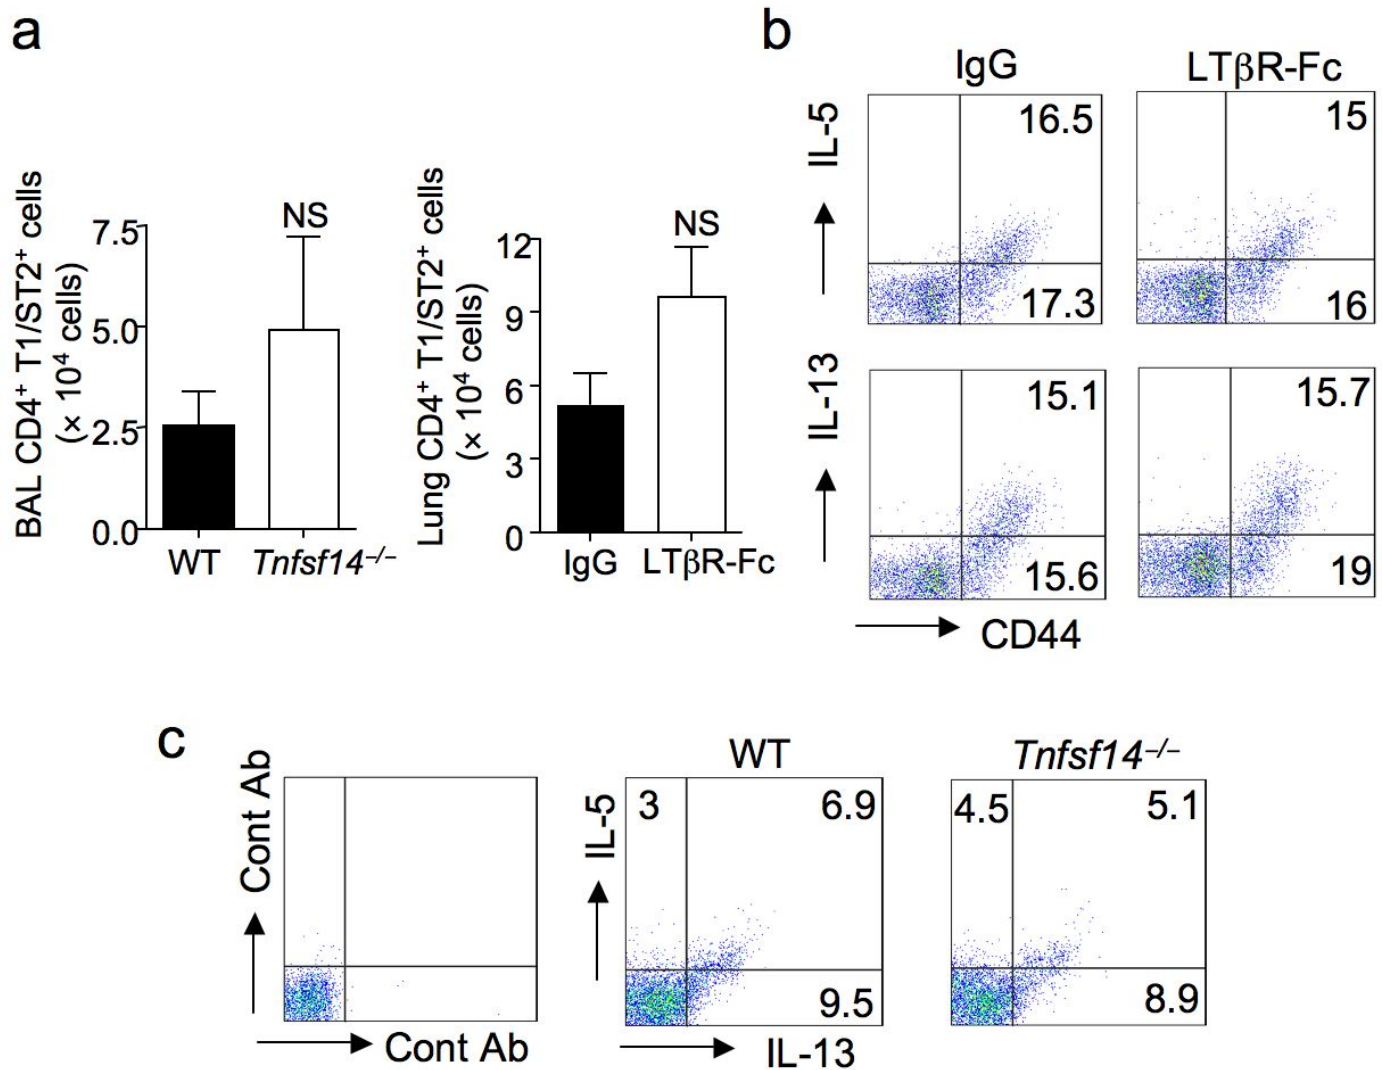 a
BAL CD4⁺ T1/ST2⁺ cells
(× 10⁴ cells)
7.5
5.0
2.5
0.0
NS
WT
Tnfsf14⁻/⁻
Lung CD4⁺ T1/ST2⁺ cells
(× 10⁴ cells)
12
9
6
3
0
NS
IgG
LTβR-Fc
b
IgG
LTβR-Fc
IL-5
16.5
17.3
15
16
IL-13
15.1
15.6
15.7
19
CD44
c
Cont Ab
Cont Ab
WT
Tnfsf14⁻/⁻
IL-5
3
6.9
9.5
4.5
5.1
8.9
IL-13